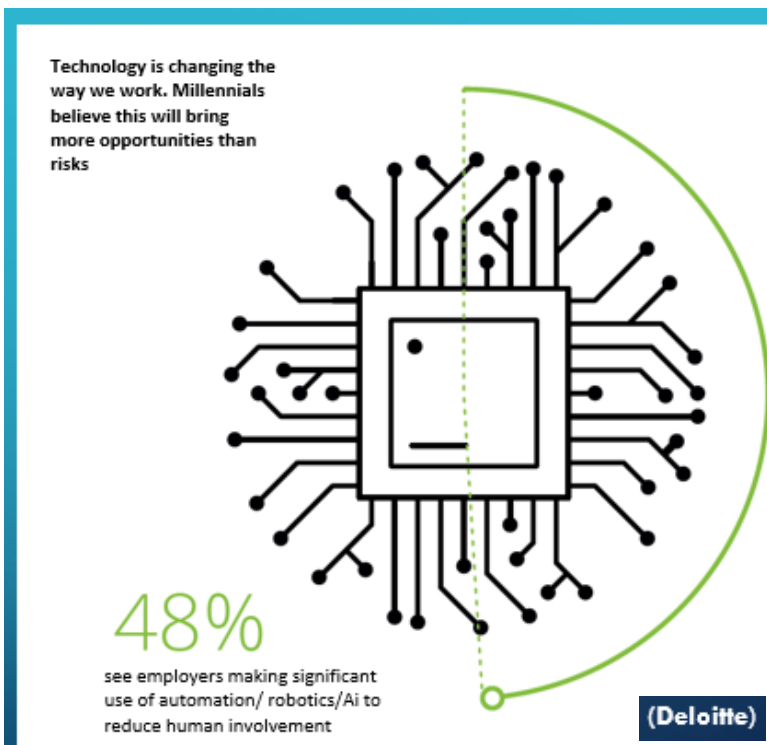 Technology is changing the
way we work. Millennials
believe this will bring
more opportunities than
risks
48%
see employers making significant
use of automation/ robotics/Ai to
reduce human involvement
(Deloitte)